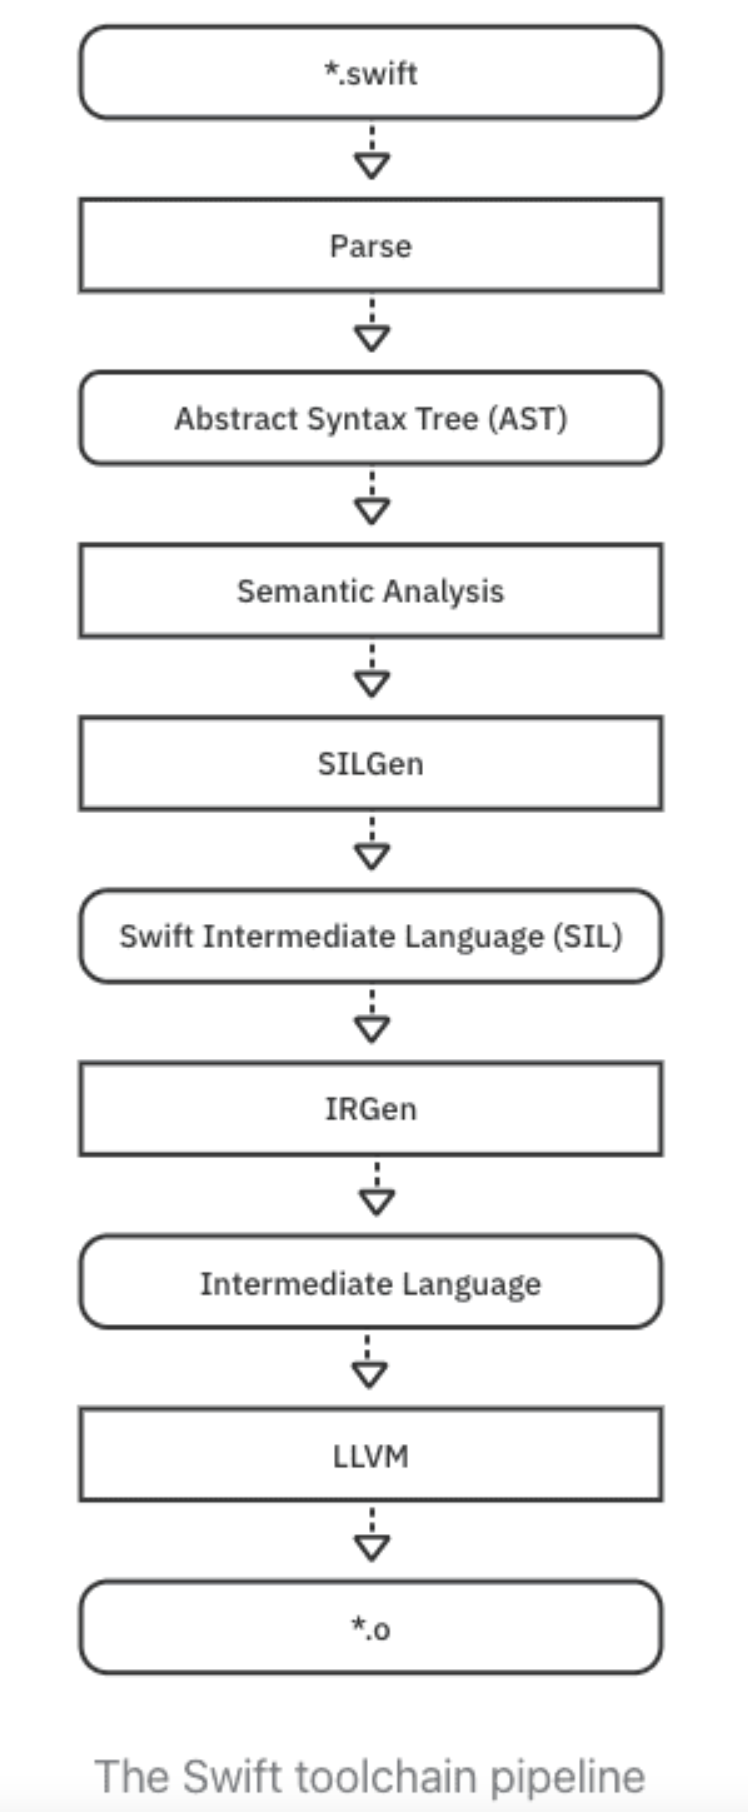 *.swift
Parse
Abstract Syntax Tree (AST)
Semantic Analysis
SILGen
Swift Intermediate Language (SIL)
IRGen
Intermediate Language
LLVM
*.o
The Swift toolchain pipeline